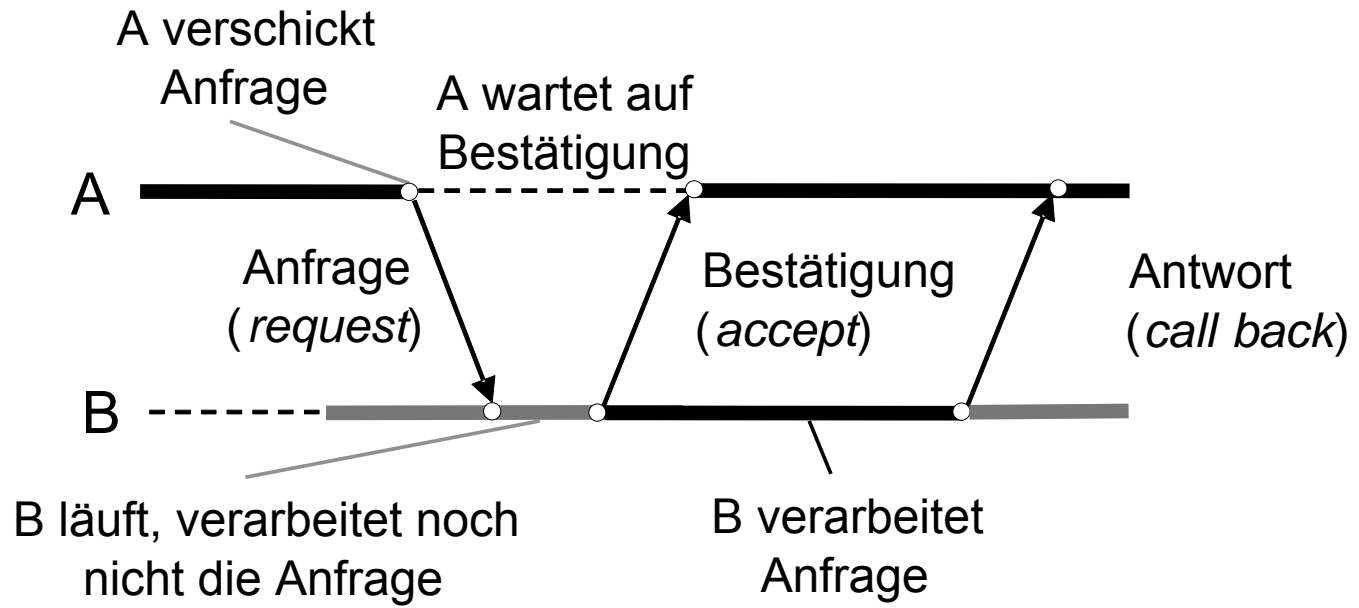 A verschickt
Anfrage
A wartet auf
Bestätigung
A
Anfrage
(request)
Bestätigung
(accept)
Antwort
(call back)
B
B läuft, verarbeitet noch
nicht die Anfrage
B verarbeitet
Anfrage